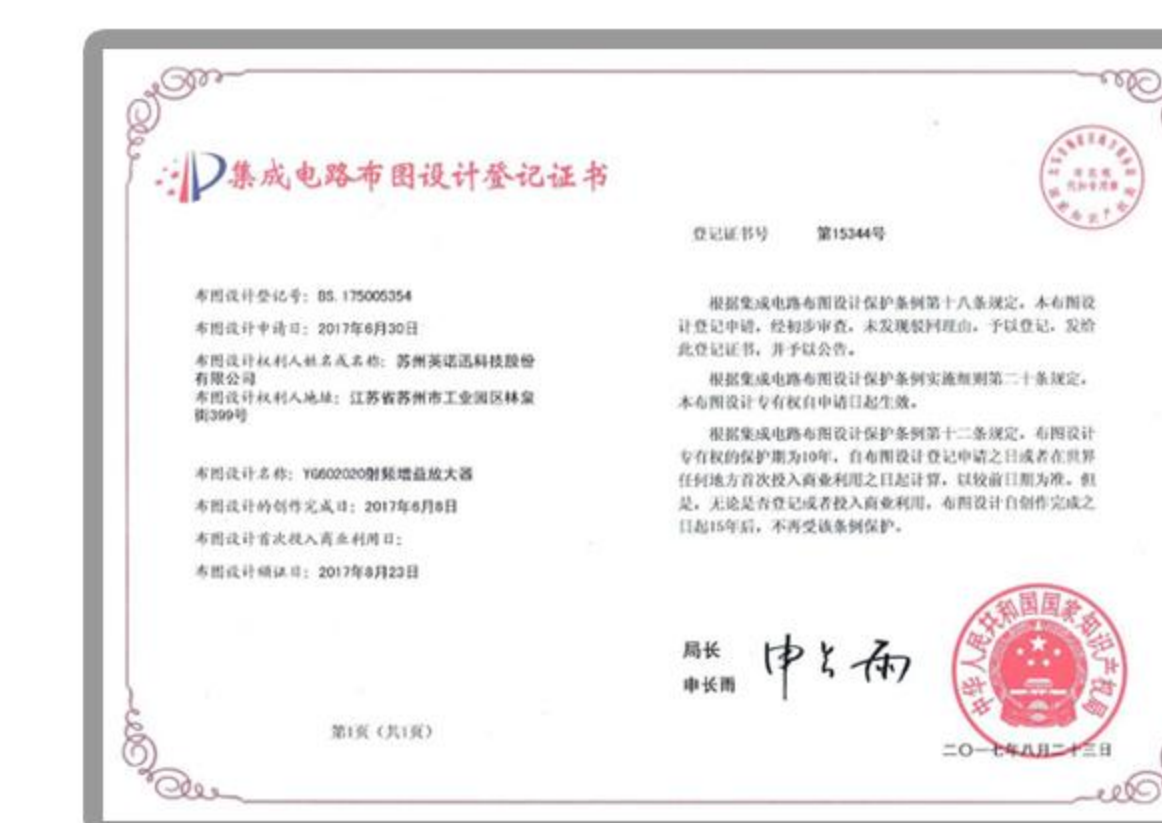 集成电路布图设计登记证书
登记证书号 第15344号
布图设计登记号：BS.175005354
布图设计申请日：2017年6月30日
布图设计权利人姓名或名称：苏州英诺迅科技股份
有限公司
布图设计权利人地址：江苏省苏州市工业园区林泉
街399号
布图设计名称：YG602020射频增益放大器
布图设计的创作完成日：2017年6月8日
布图设计首次投入商业利用日：
布图设计颁证日：2017年8月23日
第1页（共1页）
根据集成电路布图设计保护条例第十八条规定，本布图设
计登记申请，经初步审查，未发现驳回理由，予以登记，发给
此登记证书，并予以公告。
根据集成电路布图设计保护条例实施细则第二十条规定，
本布图设计专有权自申请日起生效。
根据集成电路布图设计保护条例第十二条规定，布图设计
专有权的保护期为10年，自布图设计登记申请之日或者在世界
任何地方首次投入商业利用之日起计算，以较前日期为准。但
是，无论是否登记或者投入商业利用，布图设计自创作完成之
日起15年后，不再受该条例保护。
局长
申长雨
申长雨
中华人民共和国国家知识产权局
二〇一七年八月二十三日